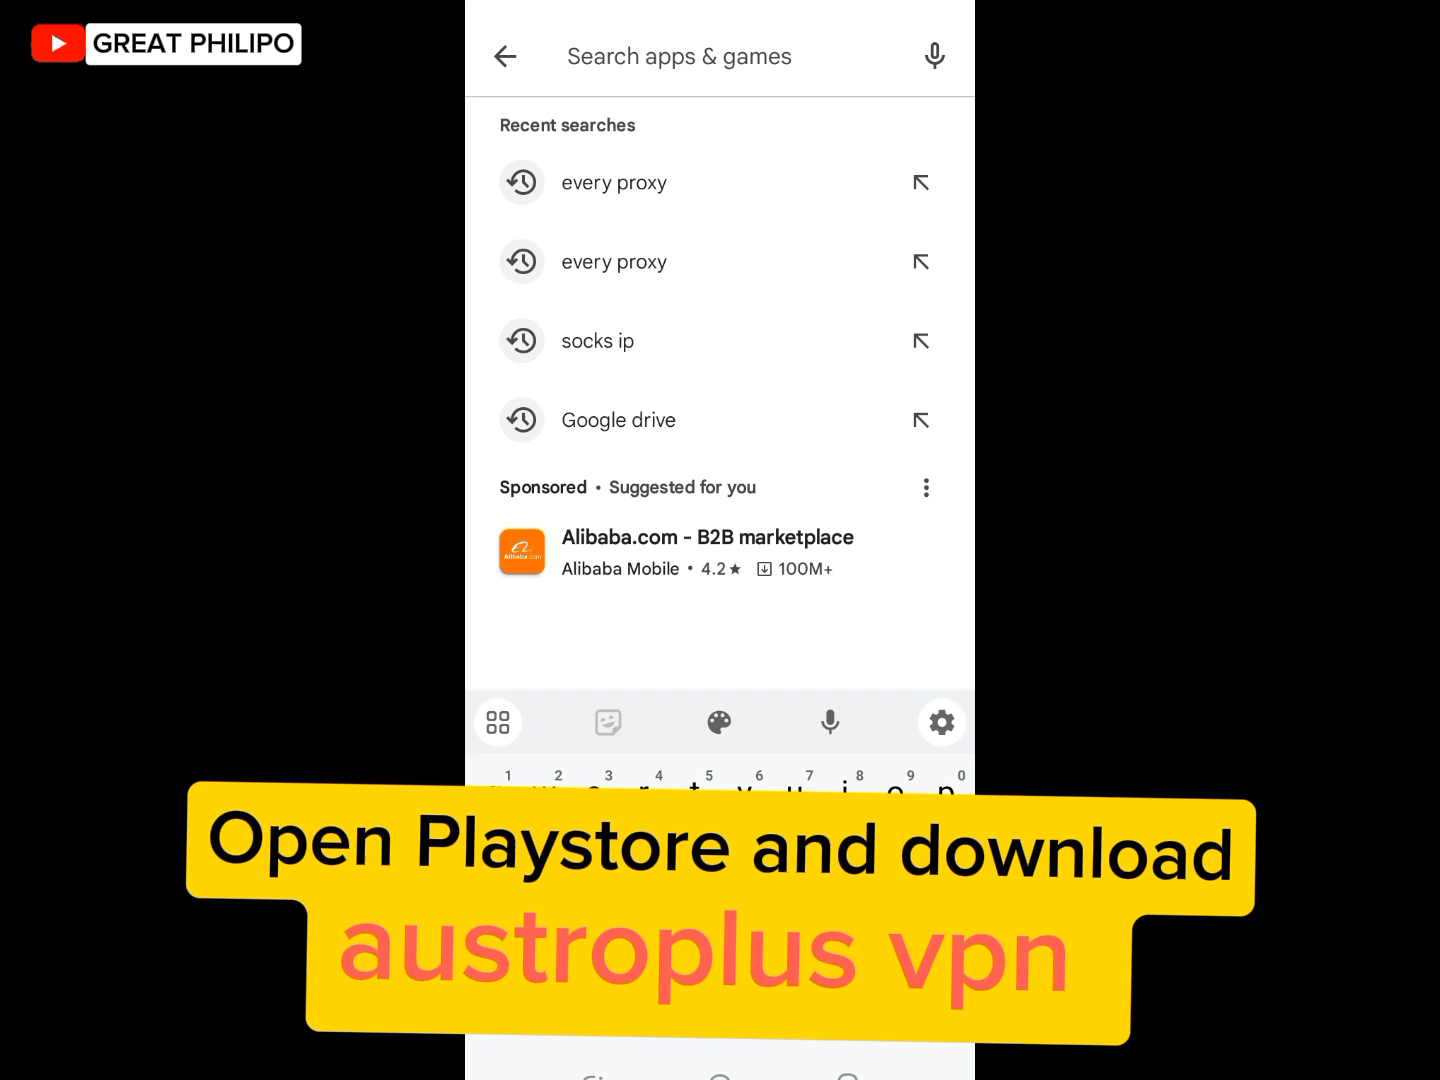 GREAT PHILIPO
Search apps & games
Recent searches
every proxy
every proxy
socks ip
Google drive
Sponsored • Suggested for you
Alibaba.com - B2B marketplace
Alibaba Mobile • 4.2★ 100M+
1 2 3 4 5 6 7 8 9 0
Open Playstore and download
austroplus vpn